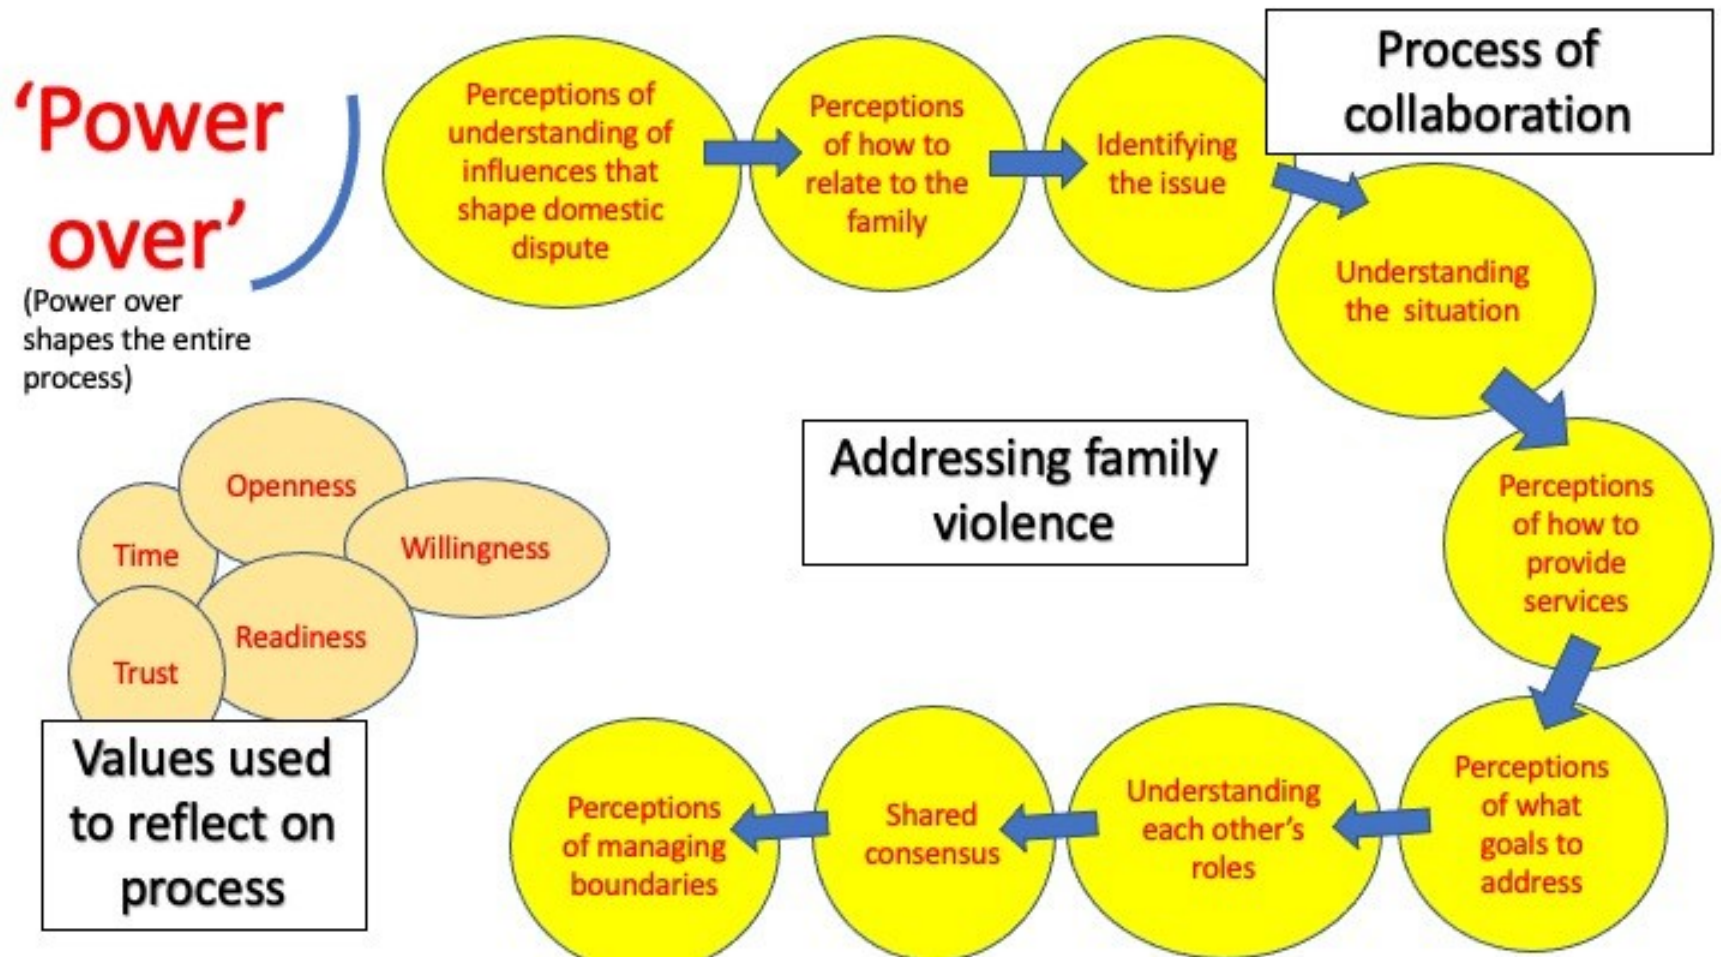 ‘Power
over’
(Power over
shapes the entire
process)
Perceptions of
understanding of
influences that
shape domestic
dispute
Perceptions
of how to
relate to the
family
Identifying
the issue
Process of
collaboration
Understanding
the situation
Perceptions
of how to
provide
services
Perceptions
of what
goals to
address
Understanding
each other’s
roles
Shared
consensus
Perceptions
of managing
boundaries
Addressing family
violence
Openness
Willingness
Time
Readiness
Trust
Values used
to reflect on
process